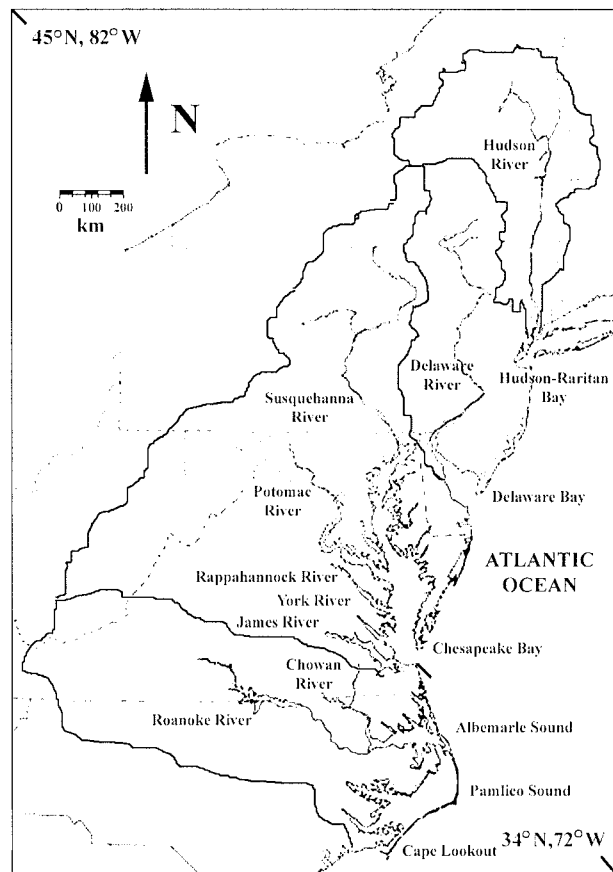 45°N, 82°W
N
0 100 200
km
Hudson
River
Delaware
River
Hudson-Raritan
Bay
Susquehanna
River
Potomac
River
Delaware Bay
ATLANTIC
OCEAN
Rappahannock River
York River
James River
Chesapeake Bay
Chowan
River
Roanoke River
Albemarle Sound
Pamlico Sound
Cape Lookout
34°N,72°W